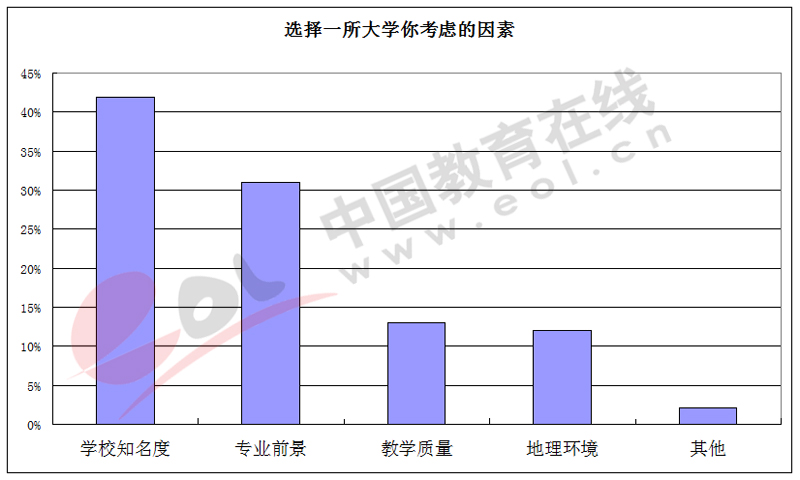 选择一所大学你考虑的因素
45%
40%
35%
30%
25%
20%
15%
10%
5%
0%
学校知名度 专业前景 教学质量 地理环境 其他
eol 中国教育在线
www.eol.cn